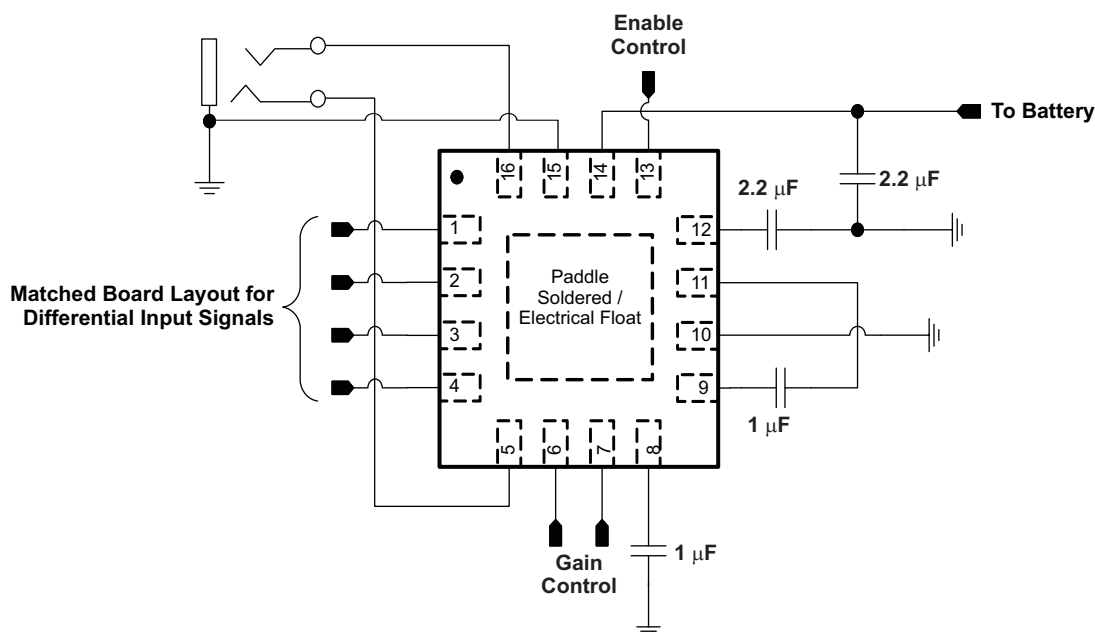 Enable
Control
To Battery
16
15
14
13
2.2 μF
2.2 μF
1
12
2
11
Paddle
Soldered /
Electrical Float
Matched Board Layout for
Differential Input Signals
3
10
4
9
1 μF
5
6
7
8
1 μF
Gain
Control